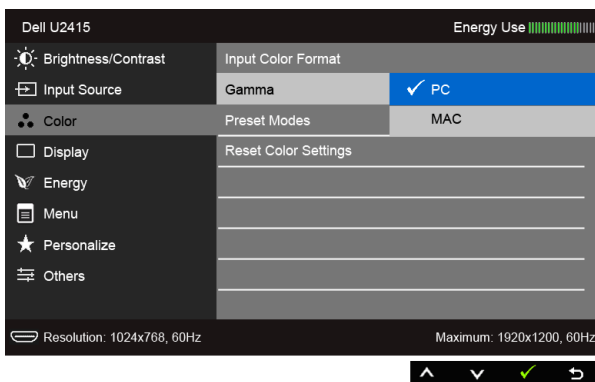 Dell U2415 Energy Use
Brightness/Contrast Input Color Format
Input Source Gamma PC
Color Preset Modes MAC
Display Reset Color Settings
Energy
Menu
Personalize
Others
Resolution: 1024x768, 60Hz Maximum: 1920x1200, 60Hz